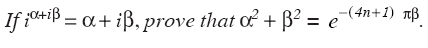 If i^{α+iβ} = α + iβ, prove that α² + β² = e^{−(4n+1) πβ}.